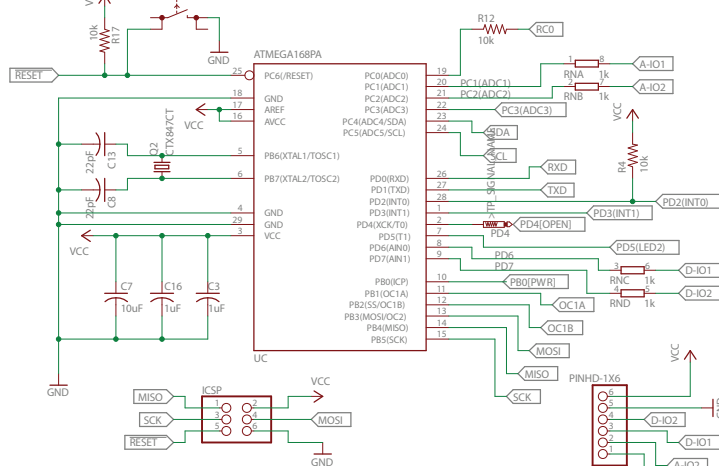 R17
10k
R12
10k
RC0
GND
ATMEGA168PA
RESET
25
PC6(/RESET)
PC0(ADC0)
19
PC1(ADC1)
20
PC1(ADC1)
1
RNA
8
1k
A-IO1
18
GND
PC2(ADC2)
21
PC2(ADC2)
2
RNB
7
1k
A-IO2
17
AREF
PC3(ADC3)
22
PC3(ADC3)
16
AVCC
PC4(ADC4/SDA)
23
SDA
VCC
PC5(ADC5/SCL)
24
SCL
VCC
R4
10k
22pF
C13
Q2
CTX847CT
5
PB6(XTAL1/TOSC1)
22pF
C8
6
PB7(XTAL2/TOSC2)
PD0(RXD)
26
RXD
PD1(TXD)
27
TXD
PD2(INT0)
28
PD2(INT0)
4
GND
PD3(INT1)
1
PD3(INT1)
29
GND
PD4(XCK/T0)
2
PD4
PD4[OPEN]
3
VCC
PD5(T1)
7
PD5(LED2)
VCC
PD6(AIN0)
8
PD6
PD7(AIN1)
9
PD7
3
RNC
6
1k
D-IO1
4
RND
5
1k
D-IO2
PB0(ICP)
10
PB0[PWR]
PB1(OC1A)
11
OC1A
PB2(SS/OC1B)
12
OC1B
PB3(MOSI/OC2)
13
MOSI
PB4(MISO)
14
MISO
PB5(SCK)
15
SCK
C7
10uF
C16
1uF
C3
1uF
UC
GND
ICSP
VCC
MISO
1
2
SCK
3
4
MOSI
RESET
5
6
GND
PINHD-1X6
VCC
6
5
GND
4
D-IO2
3
D-IO1
2
A-IO2
1